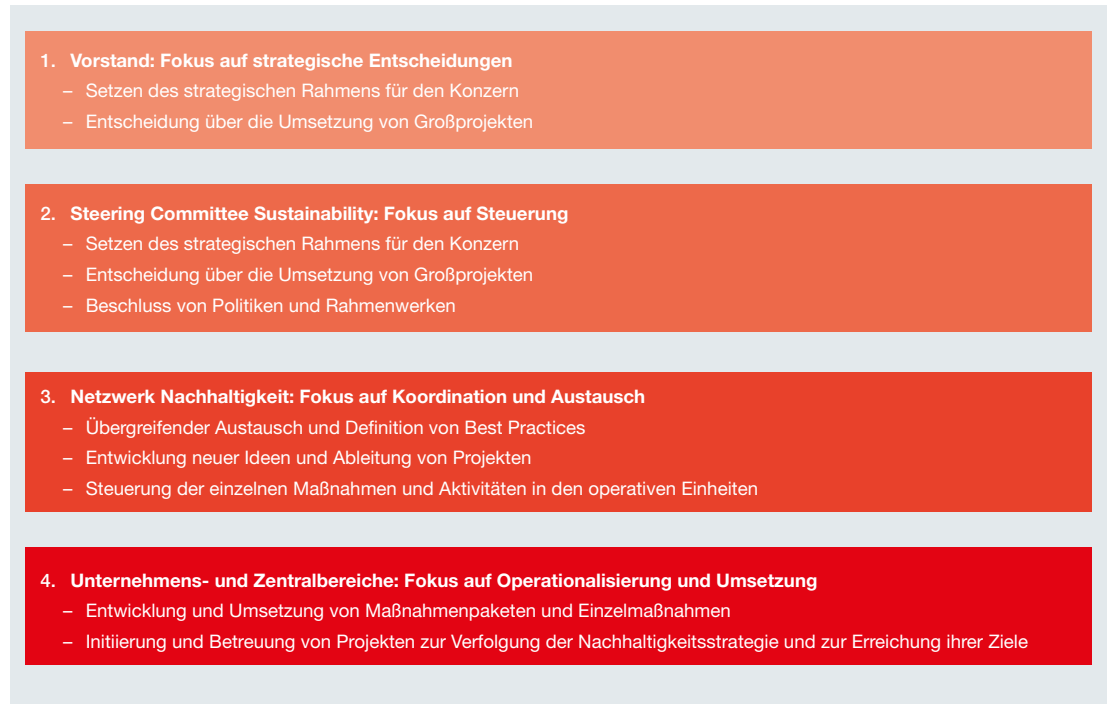 1. Vorstand: Fokus auf strategische Entscheidungen
– Setzen des strategischen Rahmens für den Konzern
– Entscheidung über die Umsetzung von Großprojekten
2. Steering Committee Sustainability: Fokus auf Steuerung
– Setzen des strategischen Rahmens für den Konzern
– Entscheidung über die Umsetzung von Großprojekten
– Beschluss von Politiken und Rahmenwerken
3. Netzwerk Nachhaltigkeit: Fokus auf Koordination und Austausch
– Übergreifender Austausch und Definition von Best Practices
– Entwicklung neuer Ideen und Ableitung von Projekten
– Steuerung der einzelnen Maßnahmen und Aktivitäten in den operativen Einheiten
4. Unternehmens- und Zentralbereiche: Fokus auf Operationalisierung und Umsetzung
– Entwicklung und Umsetzung von Maßnahmenpaketen und Einzelmaßnahmen
– Initiierung und Betreuung von Projekten zur Verfolgung der Nachhaltigkeitsstrategie und zur Erreichung ihrer Ziele